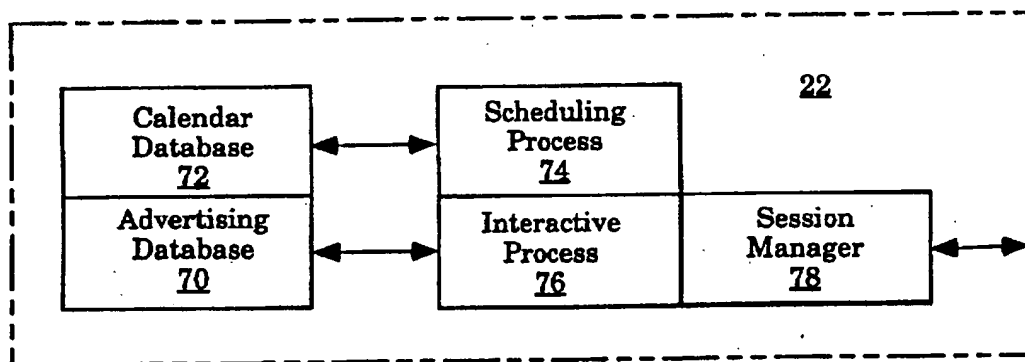 22
Calendar
Database
72
Scheduling
Process
74
Advertising
Database
70
Interactive
Process
76
Session
Manager
78